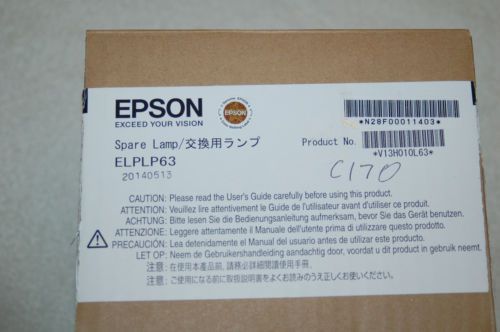 EPSON
EXCEED YOUR VISION
EPSON
*N28F00011403*
Spare Lamp/交換用ランプ
Product No.
*V13H010L63*
ELPLP63
20140513
C170
CAUTION: Please read the User's Guide carefully before using this product.
ATTENTION: Veuillez lire attentivement le Guide de l'utilisateur avant d'utiliser ce produit.
ACHTUNG: Bitte lesen Sie die Bedienungsanleitung aufmerksam, bevor Sie das Gerät benutzen.
ATTENZIONE: Leggere attentamente il Manuale dell'utente prima di utilizzare questo prodotto.
PRECAUCIÓN: Lea detenidamente el Manual del usuario antes de utilizar este producto.
LET OP: Lees de Gebruikershandleiding aandachtig door, voordat u dit product in gebruik neemt.
注意: 在使用本產品前, 請務必詳細閱讀使用手冊.
ご注意: ご使用になる前に取扱説明書をよくお読みのうえ正しくお使いください。